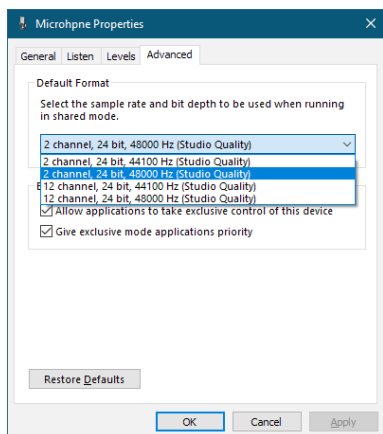 Microhpne Properties
General Listen Levels Advanced
Default Format
Select the sample rate and bit depth to be used when running
in shared mode.
2 channel, 24 bit, 48000 Hz (Studio Quality)
2 channel, 24 bit, 44100 Hz (Studio Quality)
2 channel, 24 bit, 48000 Hz (Studio Quality)
12 channel, 24 bit, 44100 Hz (Studio Quality)
12 channel, 24 bit, 48000 Hz (Studio Quality)
Allow applications to take exclusive control of this device
Give exclusive mode applications priority
Restore Defaults
OK Cancel Apply